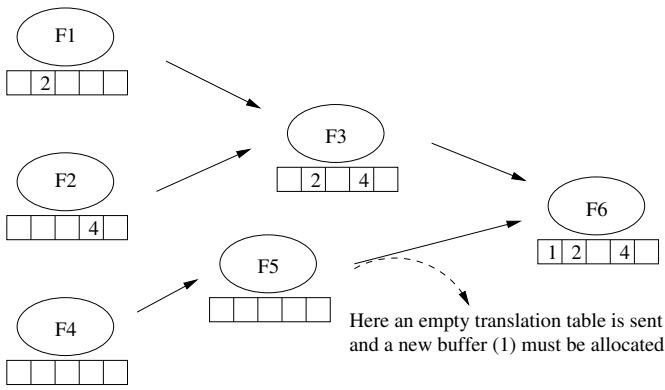 F1
2
F2
4
F3
2 4
F4
F5
F6
1 2 4
Here an empty translation table is sent
and a new buffer (1) must be allocated